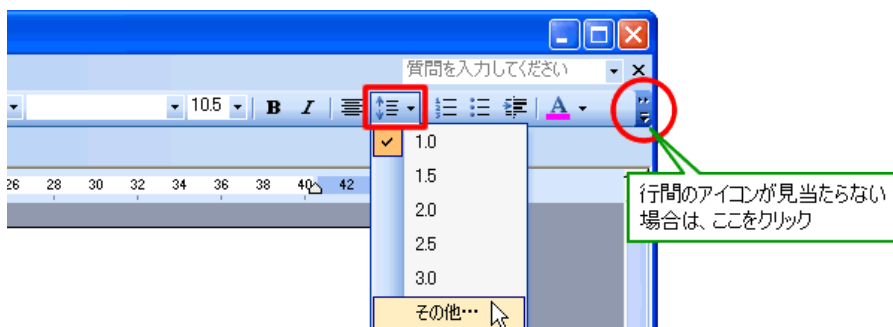 質問を入力してください
10.5 B I A
1.0
26 28 30 32 34 36 38 40 42
1.5
行間のアイコンが見当たらない
場合は、ここをクリック
2.0
2.5
3.0
その他…